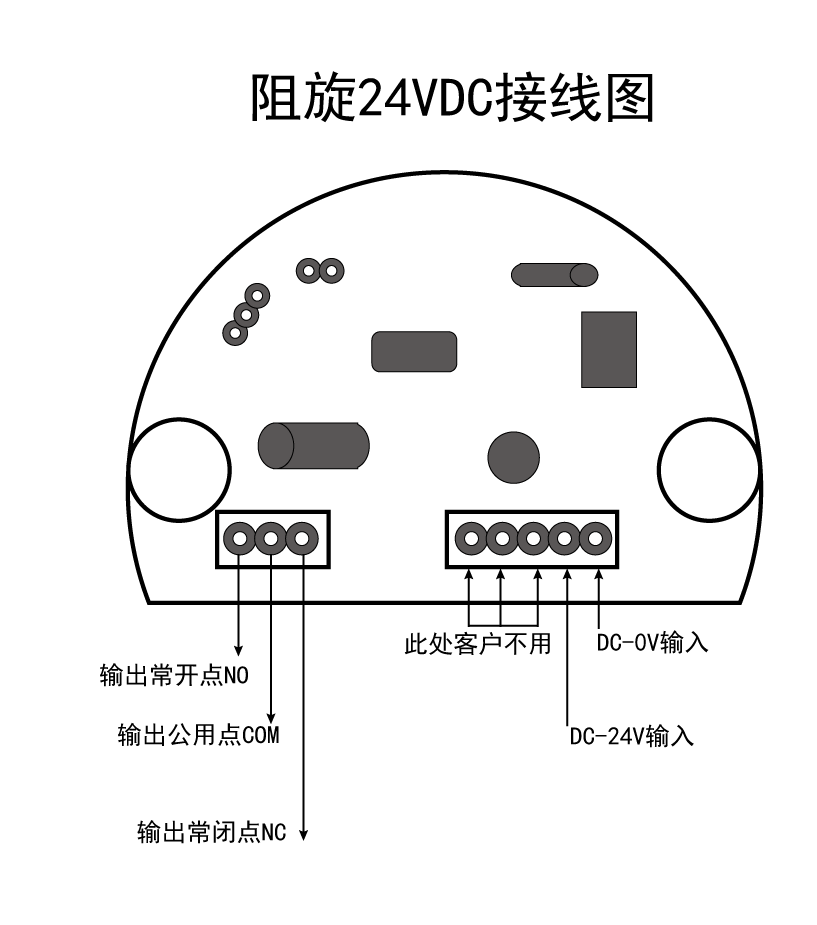 阻旋24VDC接线图
此处客户不用
DC-0V输入
输出常开点NO
输出公用点COM
DC-24V输入
输出常闭点NC